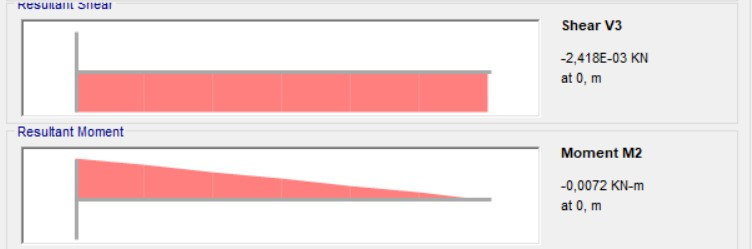 Resultant Shear
Shear V3
-2,418E-03 KN
at 0, m
Resultant Moment
Moment M2
-0,0072 KN-m
at 0, m